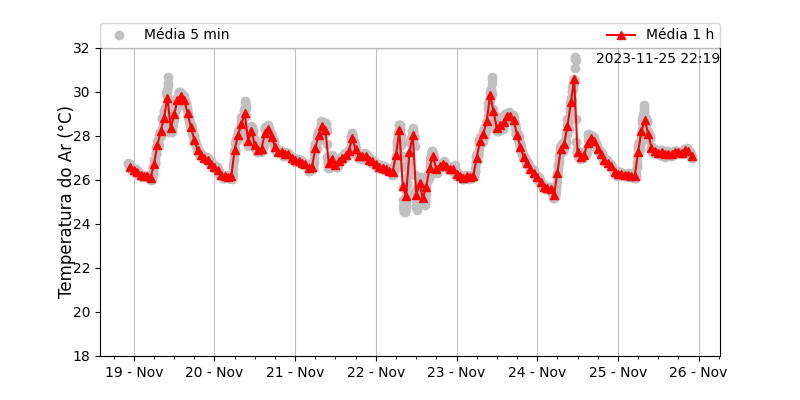 Média 5 min
Média 1 h
2023-11-25 22:19
Temperatura do Ar (°C)
32
30
28
26
24
22
20
18
19 - Nov
20 - Nov
21 - Nov
22 - Nov
23 - Nov
24 - Nov
25 - Nov
26 - Nov